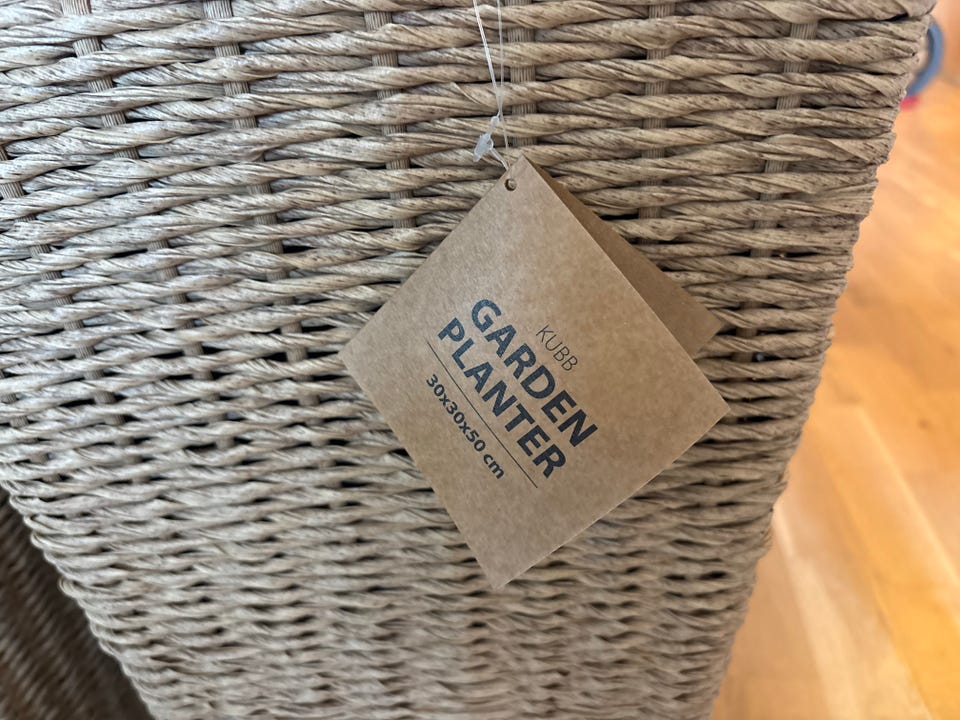 KUBB
GARDEN
PLANTER
30x30x50 cm